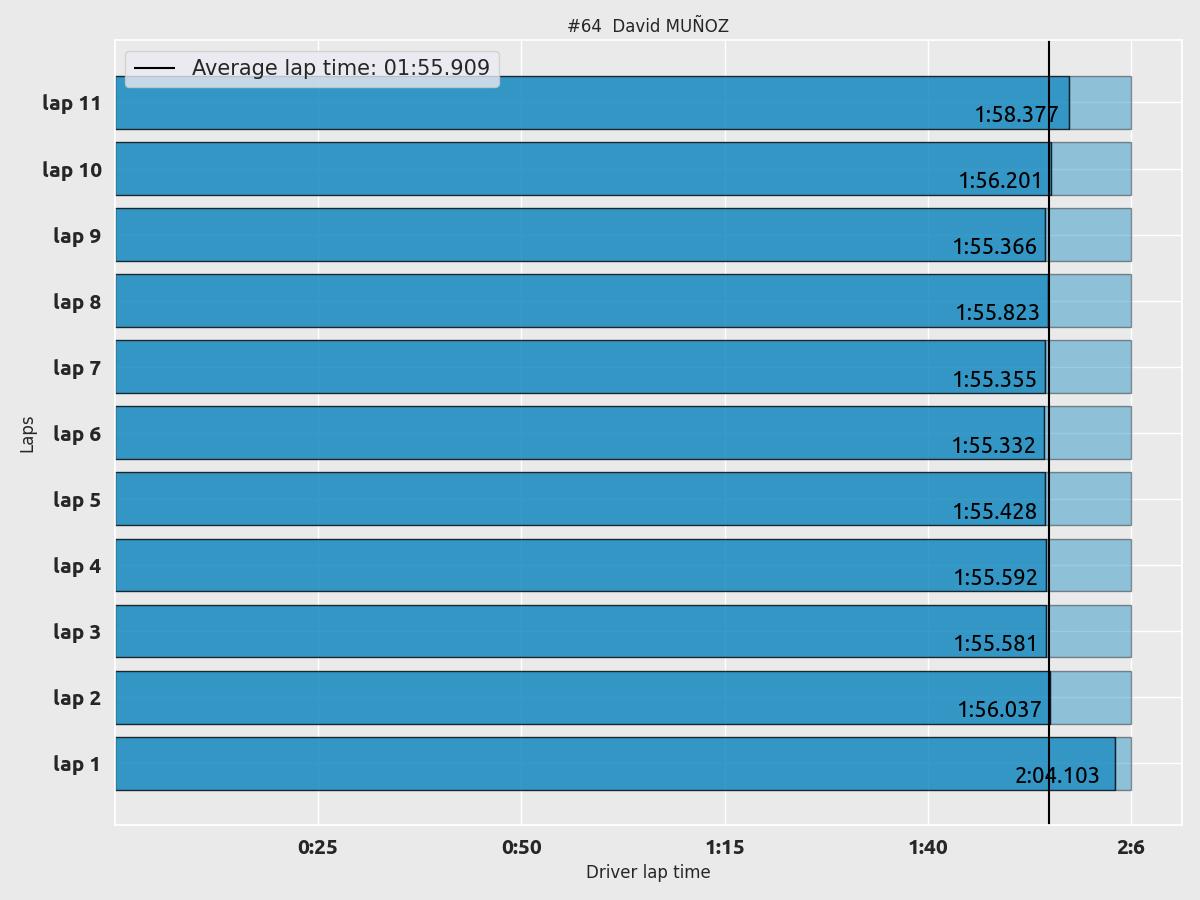 #64  David MUÑOZ
Average lap time: 01:55.909
lap 11
1:58.377
lap 10
1:56.201
lap 9
1:55.366
lap 8
1:55.823
lap 7
1:55.355
lap 6
1:55.332
lap 5
1:55.428
lap 4
1:55.592
lap 3
1:55.581
lap 2
1:56.037
lap 1
2:04.103
Laps
0:25 0:50 1:15 1:40 2:6
Driver lap time